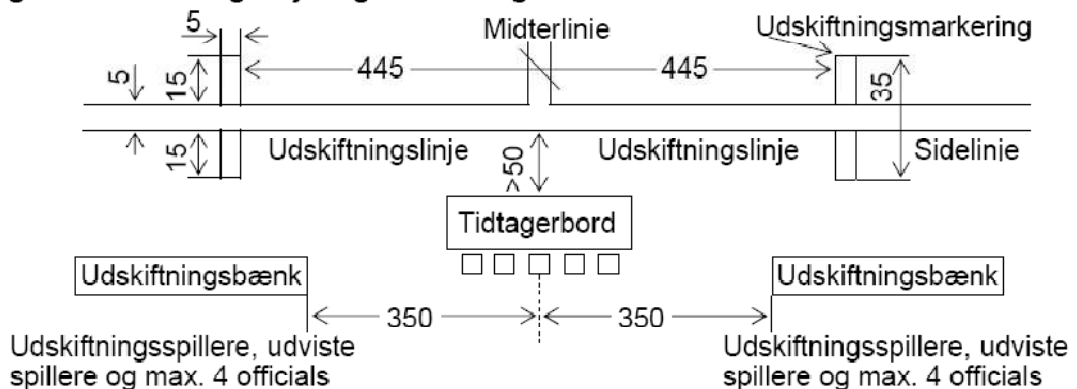 5
Midterlinie
Udskiftningsmarkering
445
445
5
15
35
15
Udskiftningslinje
Udskiftningslinje
Sidelinie
>50
Tidtagerbord
Udskiftningsbænk
Udskiftningsbænk
350
350
Udskiftningsspillere, udviste
spillere og max. 4 officials
Udskiftningsspillere, udviste
spillere og max. 4 officials